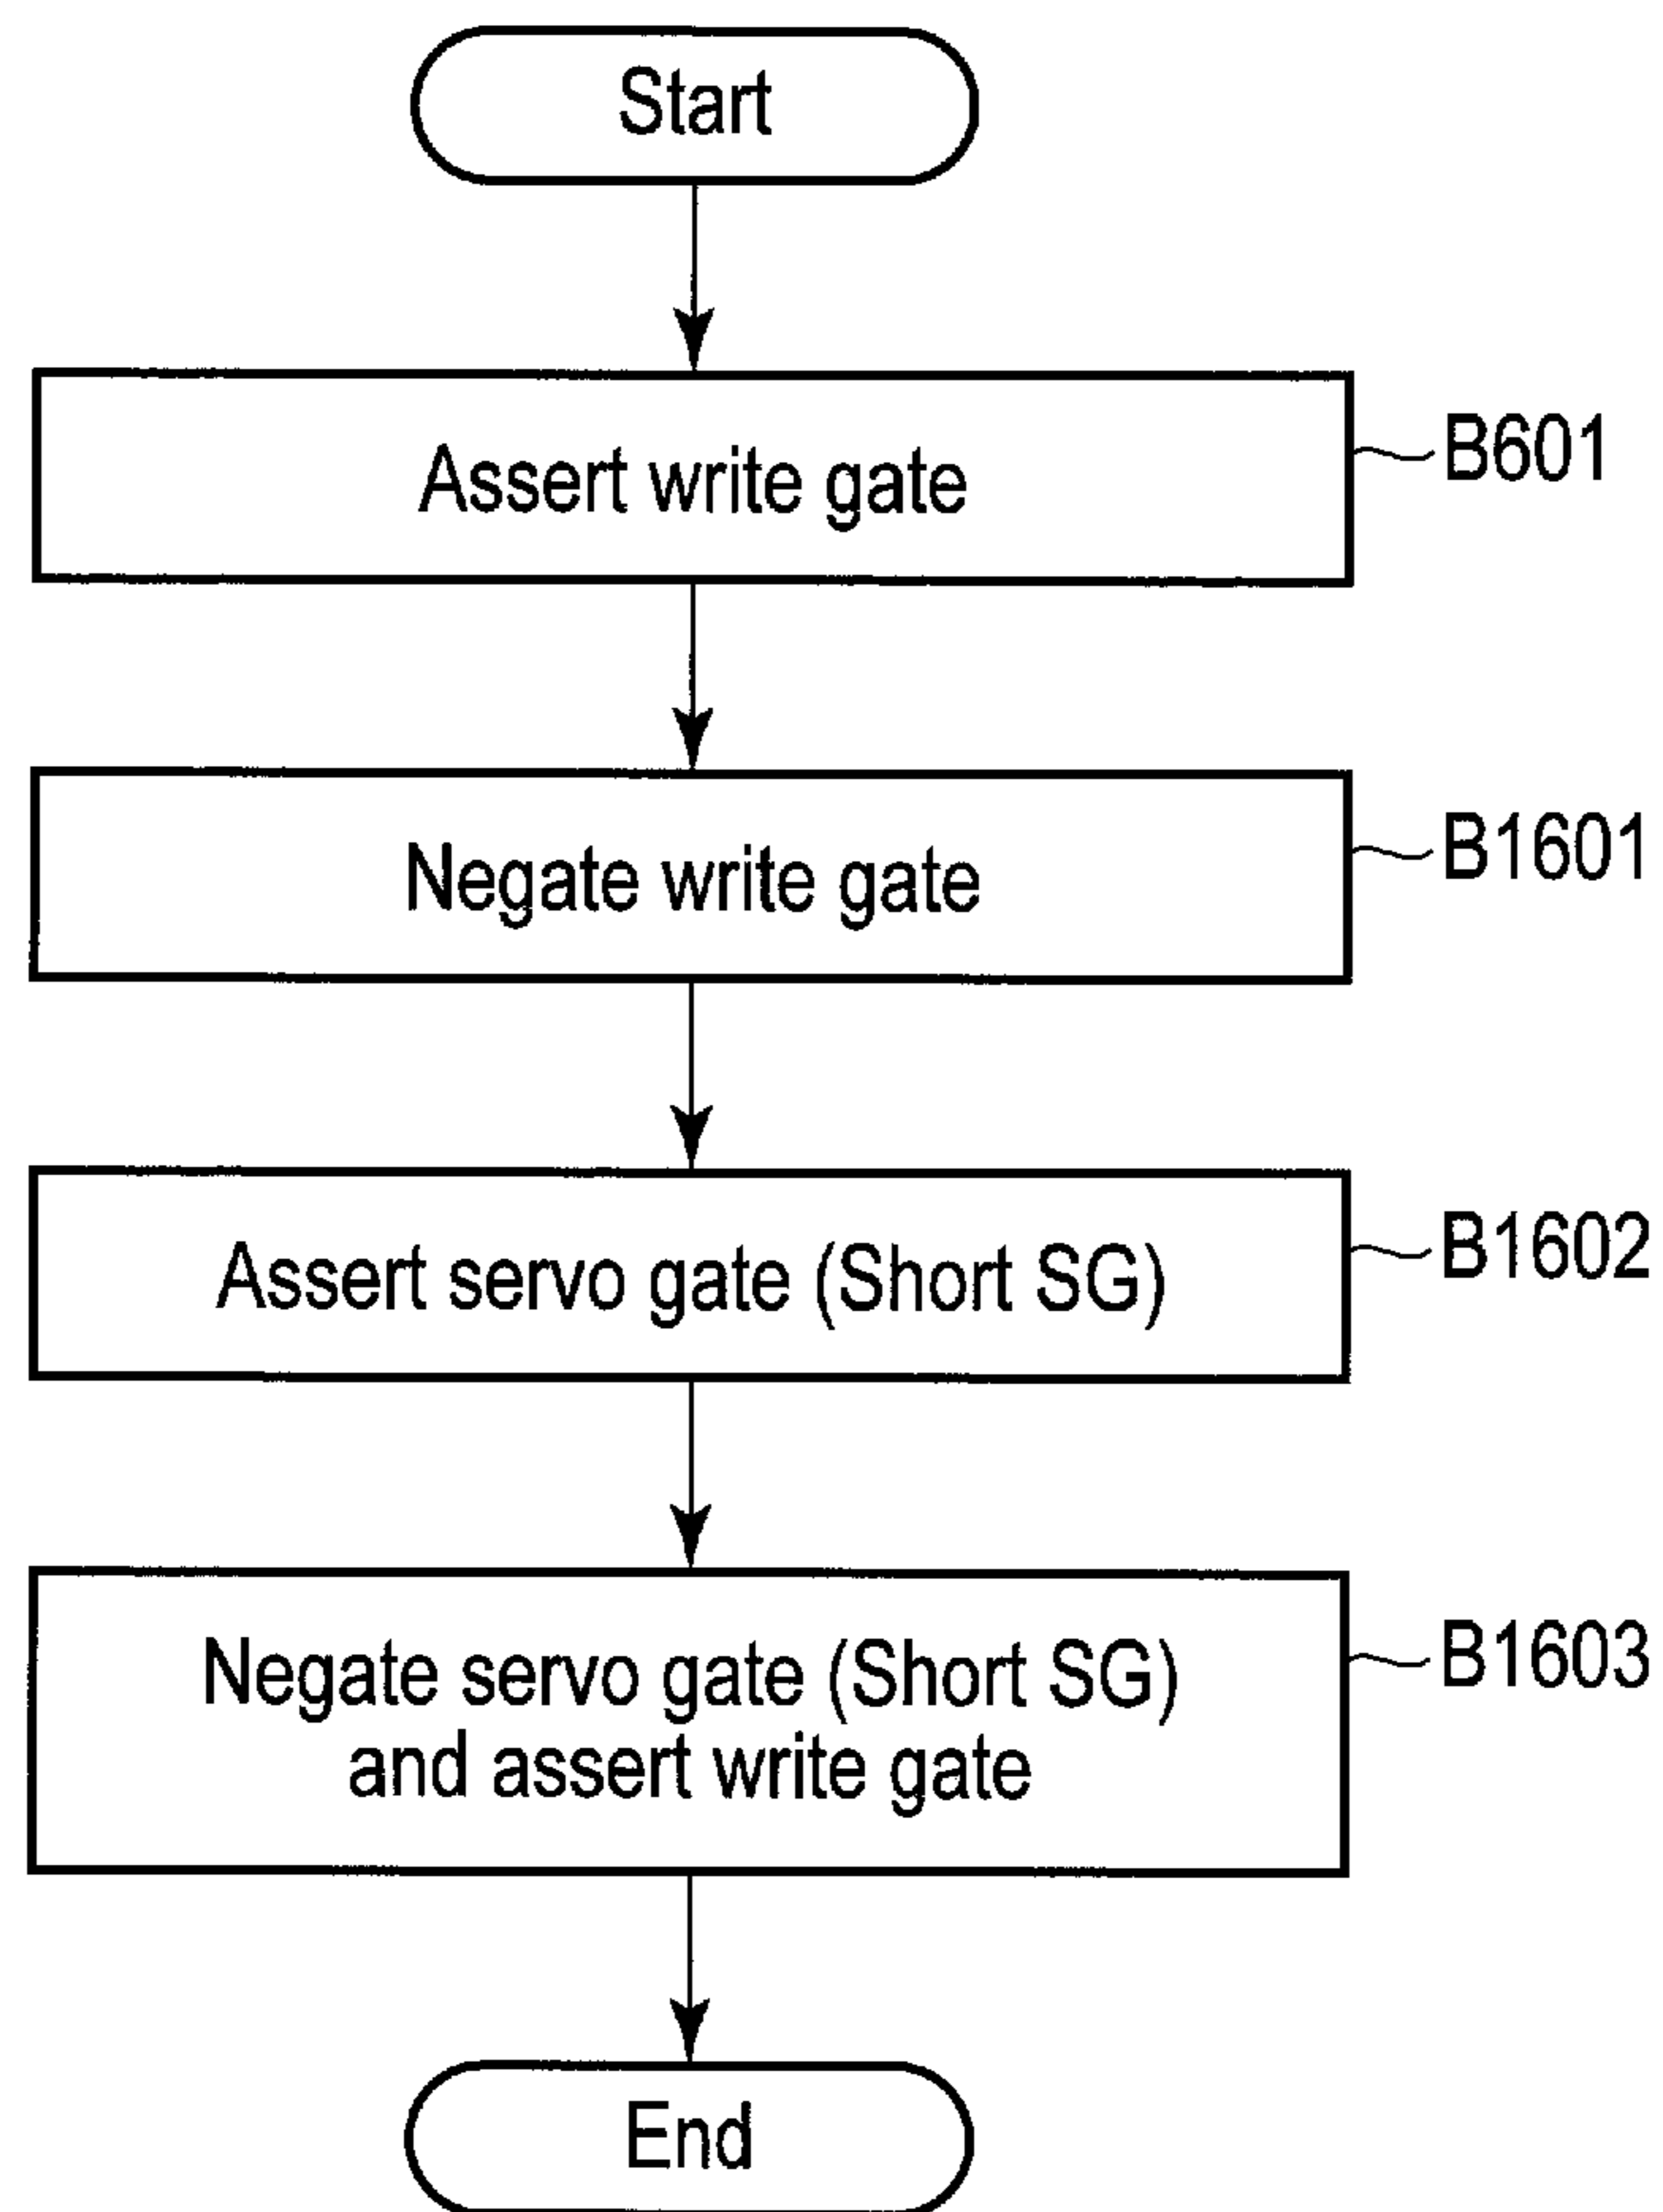 Start
Assert write gate
B601
Negate write gate
B1601
Assert servo gate (Short SG)
B1602
Negate servo gate (Short SG)
and assert write gate
B1603
End